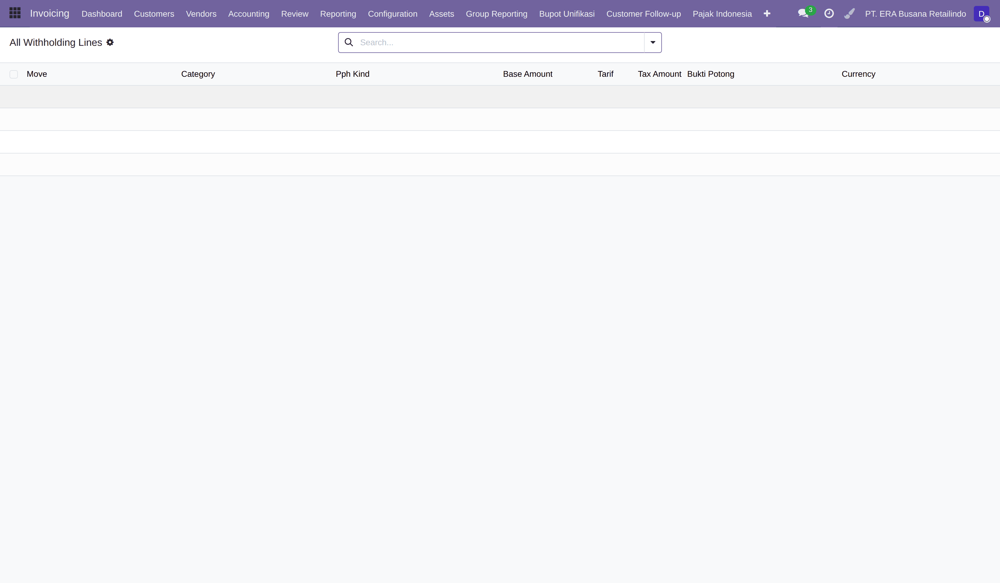 Invoicing Dashboard Customers Vendors Accounting Review Reporting Configuration Assets Group Reporting Bupot Unifikasi Customer Follow-up Pajak Indonesia 3 PT. ERA Busana Retailindo D
All Withholding Lines Search...
Move Category Pph Kind Base Amount Tarif Tax Amount Bukti Potong Currency